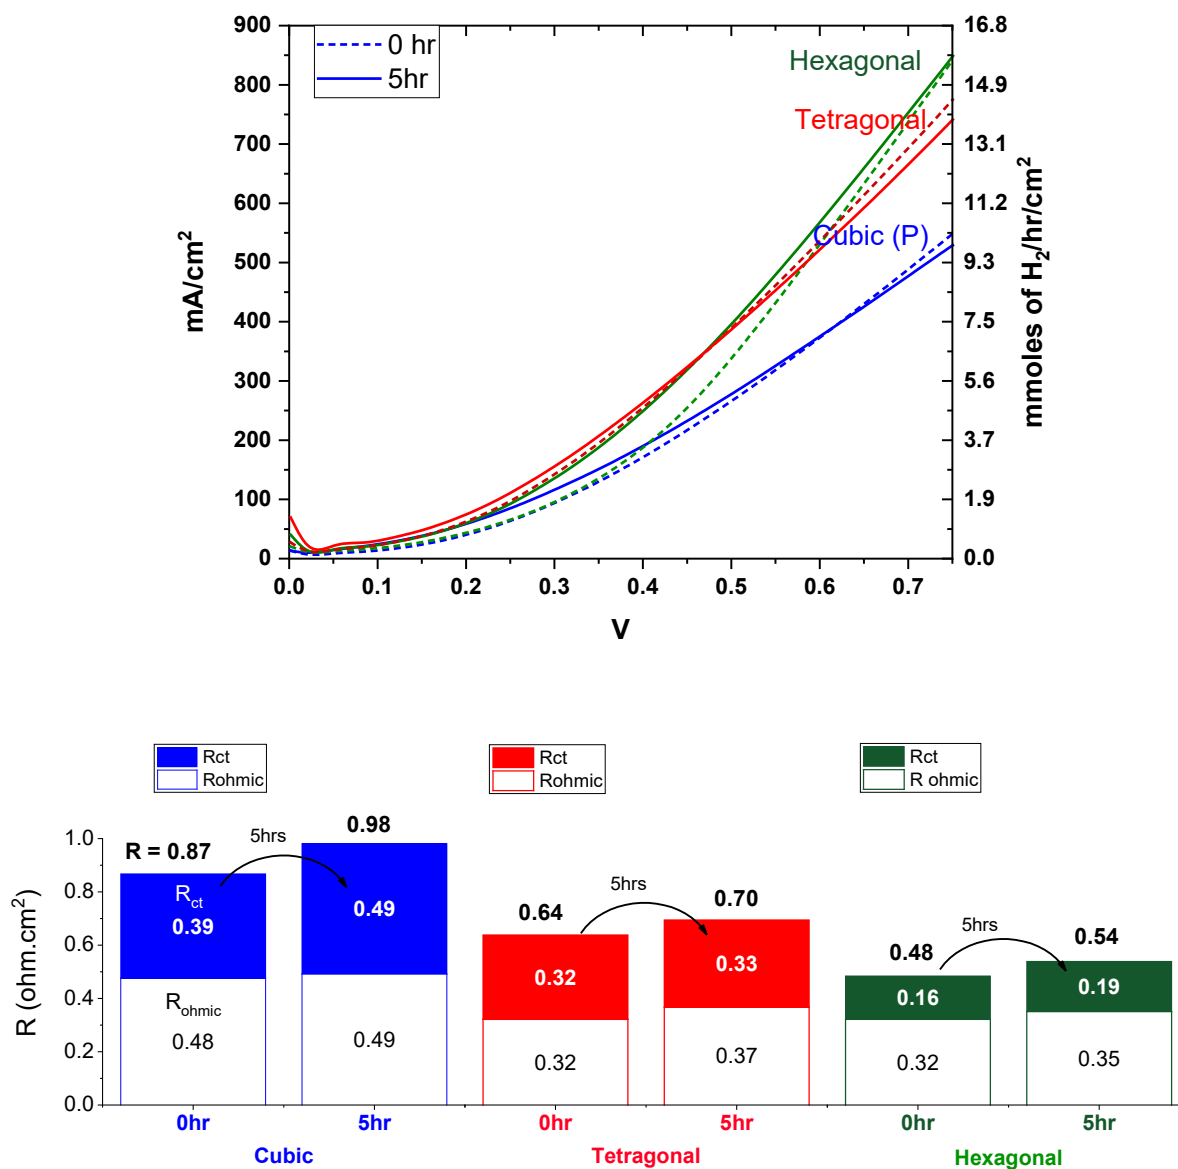 900
800
700
600
500
400
300
200
100
0
mA/cm²
0 hr
5hr
Hexagonal
Tetragonal
Cubic (P)
16.8
14.9
13.1
11.2
9.3
7.5
5.6
3.7
1.9
0.0
mmoles of H₂/hr/cm²
0.0 0.1 0.2 0.3 0.4 0.5 0.6 0.7
V
Rct
Rohmic
Rct
Rohmic
Rct
R ohmic
1.0
0.8
0.6
0.4
0.2
0.0
R (ohm.cm²)
R = 0.87
5hrs
0.98
Rct
0.39
0.49
Rohmic
0.48
0.49
0.64
5hrs
0.70
0.32
0.33
0.32
0.37
0.48
5hrs
0.54
0.16
0.19
0.32
0.35
0hr 5hr 0hr 5hr 0hr 5hr
Cubic Tetragonal Hexagonal